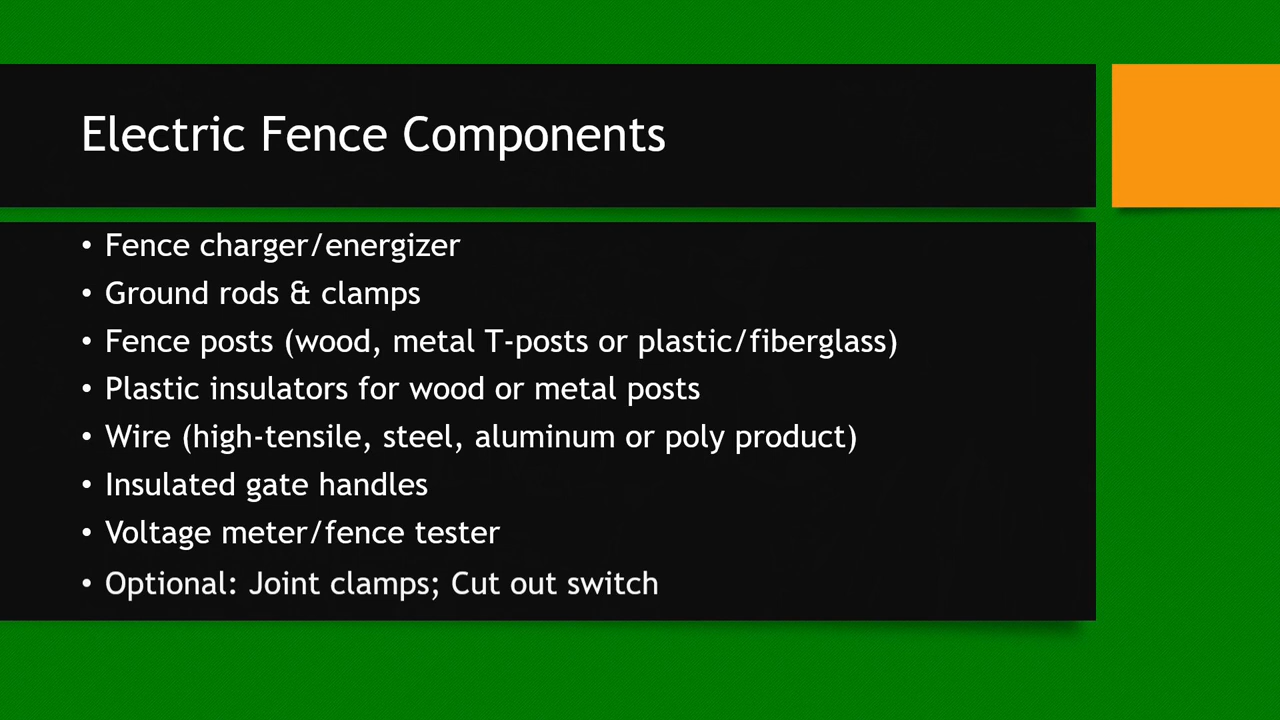 Electric Fence Components
• Fence charger/energizer
• Ground rods & clamps
• Fence posts (wood, metal T-posts or plastic/fiberglass)
• Plastic insulators for wood or metal posts
• Wire (high-tensile, steel, aluminum or poly product)
• Insulated gate handles
• Voltage meter/fence tester
• Optional: Joint clamps; Cut out switch